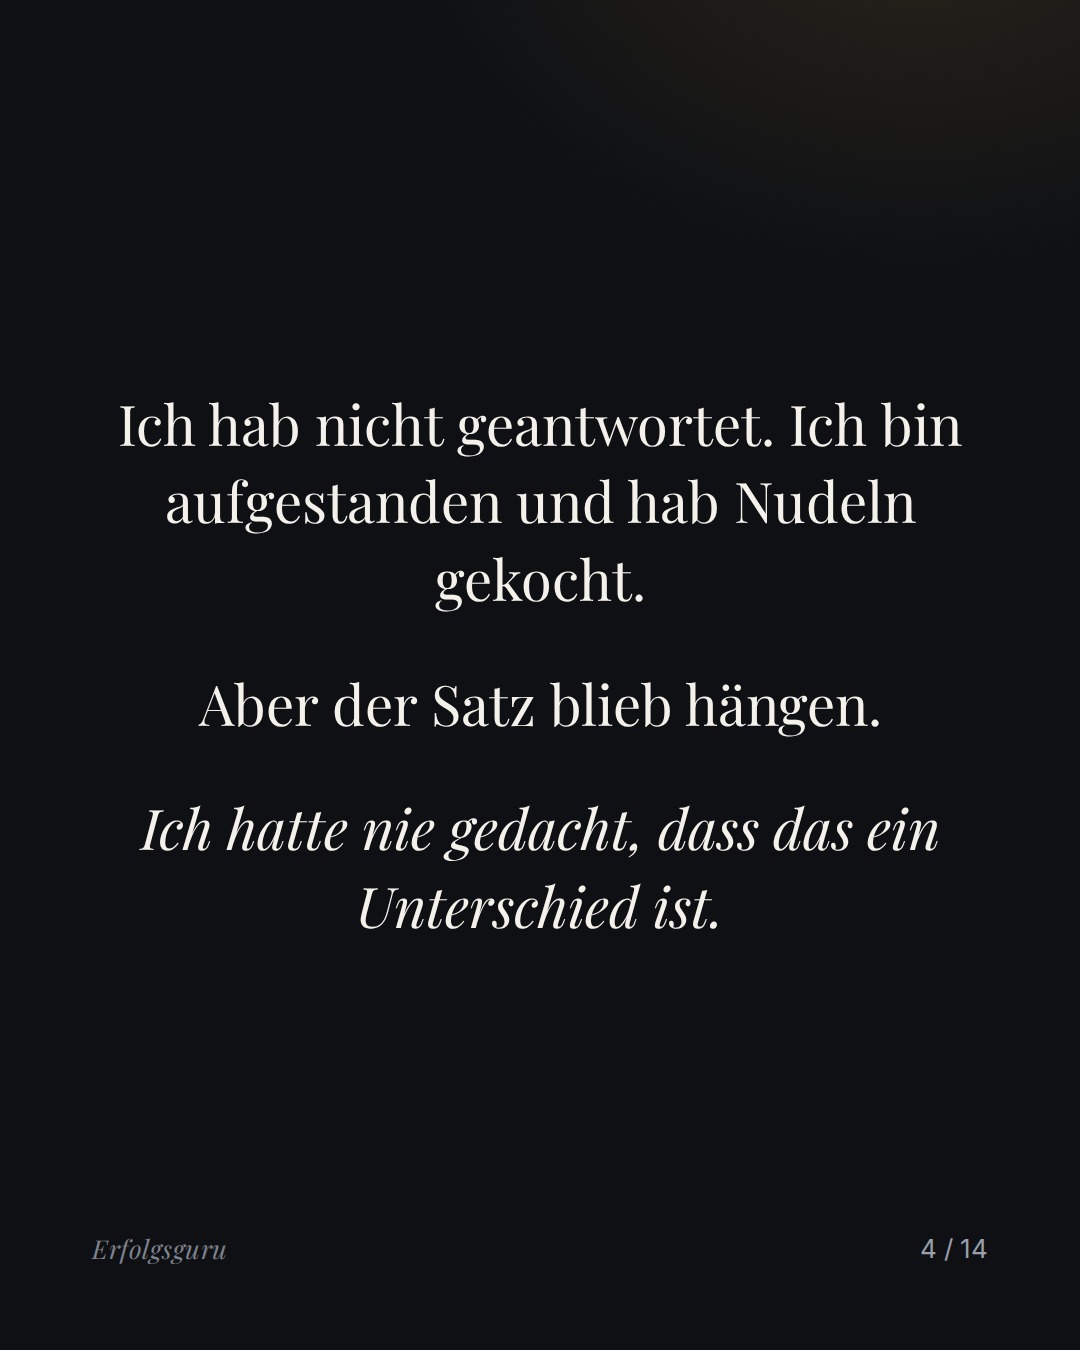 Ich hab nicht geantwortet. Ich bin
aufgestanden und hab Nudeln
gekocht.
Aber der Satz blieb hängen.
Ich hatte nie gedacht, dass das ein
Unterschied ist.
Erfolgsguru
4 / 14